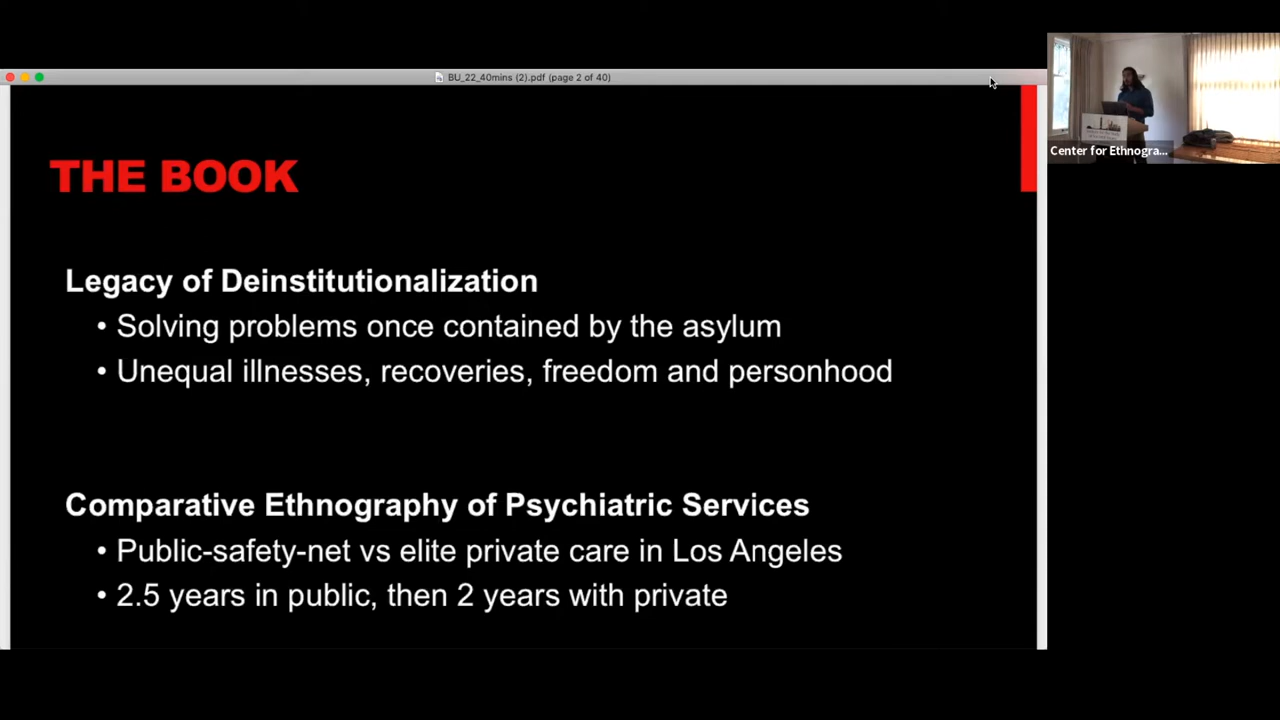 BU_22_40mins (2).pdf (page 2 of 40)
THE BOOK
Legacy of Deinstitutionalization
• Solving problems once contained by the asylum
• Unequal illnesses, recoveries, freedom and personhood
Comparative Ethnography of Psychiatric Services
• Public-safety-net vs elite private care in Los Angeles
• 2.5 years in public, then 2 years with private
Center for Ethnogra...